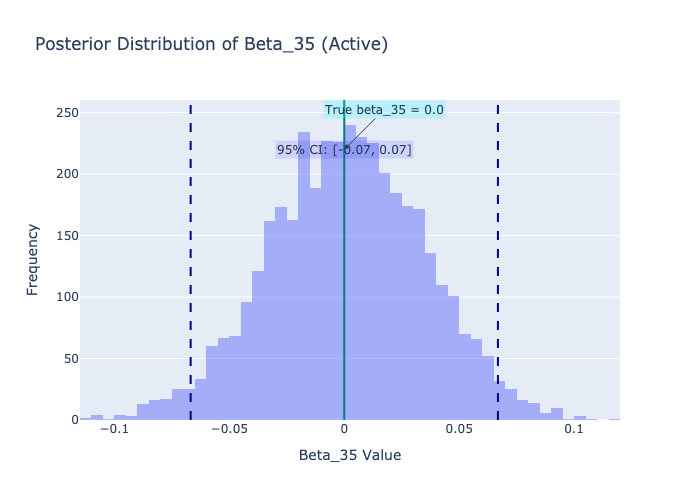 Posterior Distribution of Beta_35 (Active)
True beta_35 = 0.0
95% CI: [-0.07, 0.07]
250
200
150
100
50
0
Frequency
−0.1
−0.05
0
0.05
0.1
Beta_35 Value